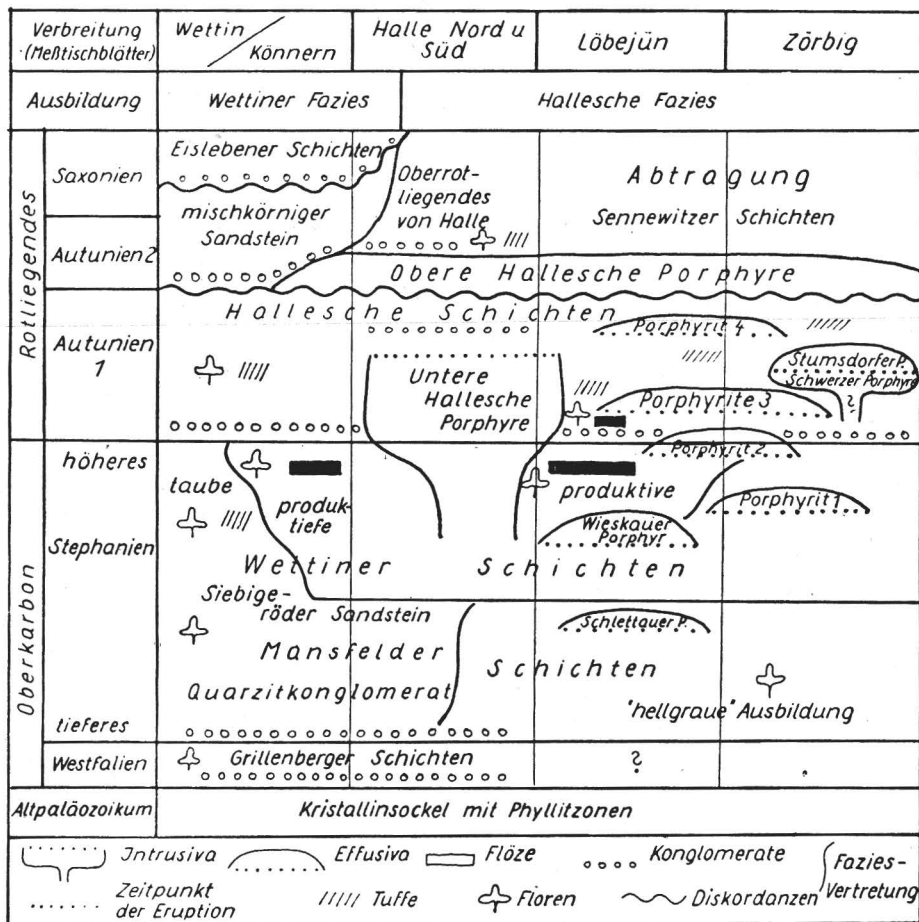 Verbreitung
(Meßtischblätter)
Wettin
Könnern
Halle Nord u
Süd
Löbejün
Zörbig
Ausbildung
Wettiner Fazies
Hallesche Fazies
Rotliegendes
Saxonien
Autunien 2
Autunien
1
Eislebener Schichten
mischkörniger
Sandstein
Oberrot-
liegendes
von Halle
Abtragung
Sennewitzer Schichten
Obere Hallesche Porphyre
Hallesche Schichten
Porphyrit 4
Untere
Hallesche
Porphyre
Stumsdorfer P.
Schwerzer Porphyre
?
Porphyrite 3
Oberkarbon
höheres
Stephanien
tieferes
Westfalien
Porphyrit 2
taube
produk-
tiefe
produktive
Porphyrit 1
Wieskauer
Porphyr
Wettiner Schichten
Siebige-
röder Sandstein
Schlettauer P.
Mansfelder Schichten
Quarzitkonglomerat
"hellgraue" Ausbildung
Grillenberger Schichten
?
Altpaläozoikum
Kristallinsockel mit Phyllitzonen
Intrusiva
Effusiva
Flöze
Konglomerate
Fazies-
Vertretung
Zeitpunkt
der Eruption
Tuffe
Floren
Diskordanzen